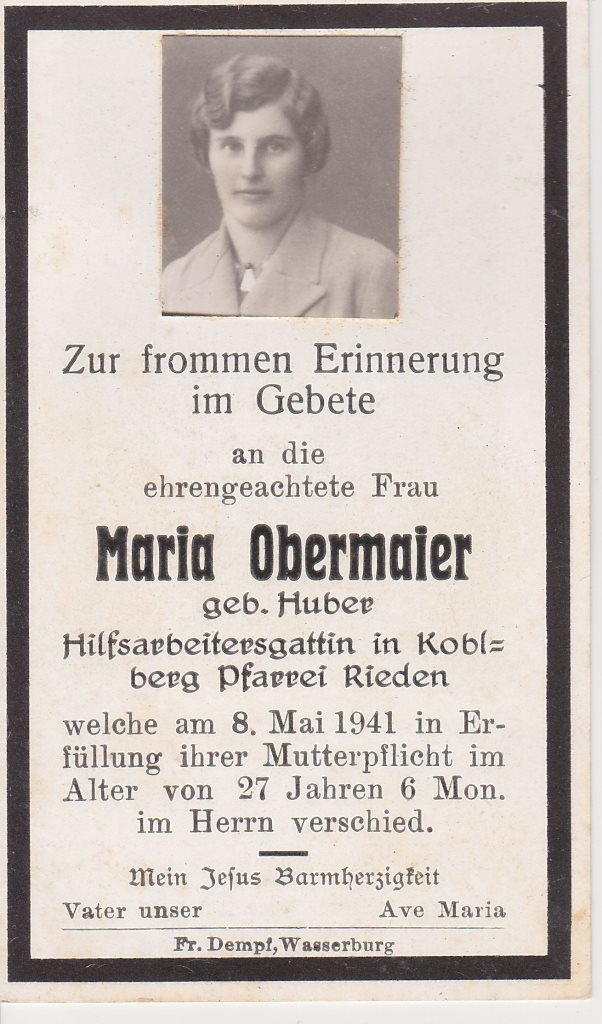 Zur frommen Erinnerung
im Gebete
an die
ehrengeachtete Frau
Maria Obermaier
geb. Huber
Hilfsarbeitersgattin in Kobl=
berg Pfarrei Rieden
welche am 8. Mai 1941 in Er-
füllung ihrer Mutterpflicht im
Alter von 27 Jahren 6 Mon.
im Herrn verschied.
Mein Jesus Barmherzigkeit
Vater unser Ave Maria
Fr. Dempf, Wasserburg